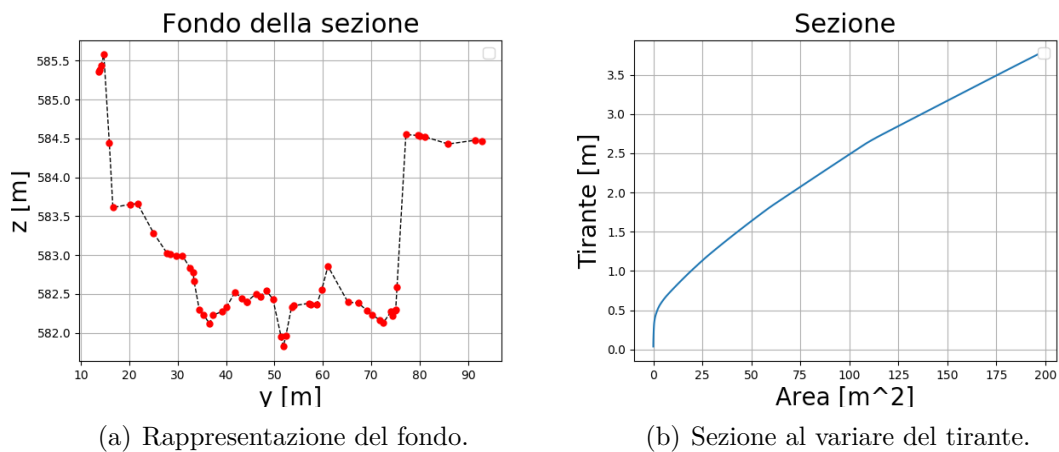 Fondo della sezione
z [m]
585.5
585.0
584.5
584.0
583.5
583.0
582.5
582.0
10 20 30 40 50 60 70 80 90
y [m]
(a) Rappresentazione del fondo.
Sezione
Tirante [m]
3.5
3.0
2.5
2.0
1.5
1.0
0.5
0.0
0 25 50 75 100 125 150 175 200
Area [m^2]
(b) Sezione al variare del tirante.